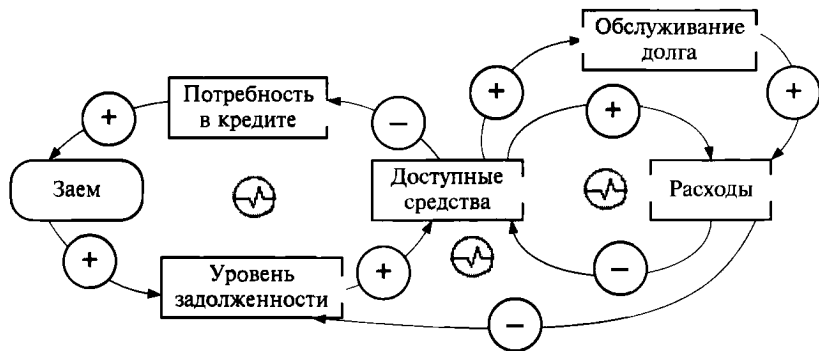 Обслуживание
долга
+
+
Потребность
в кредите
+
−
+
Заем
Доступные
средства
Расходы
+
Уровень
задолженности
+
−
−